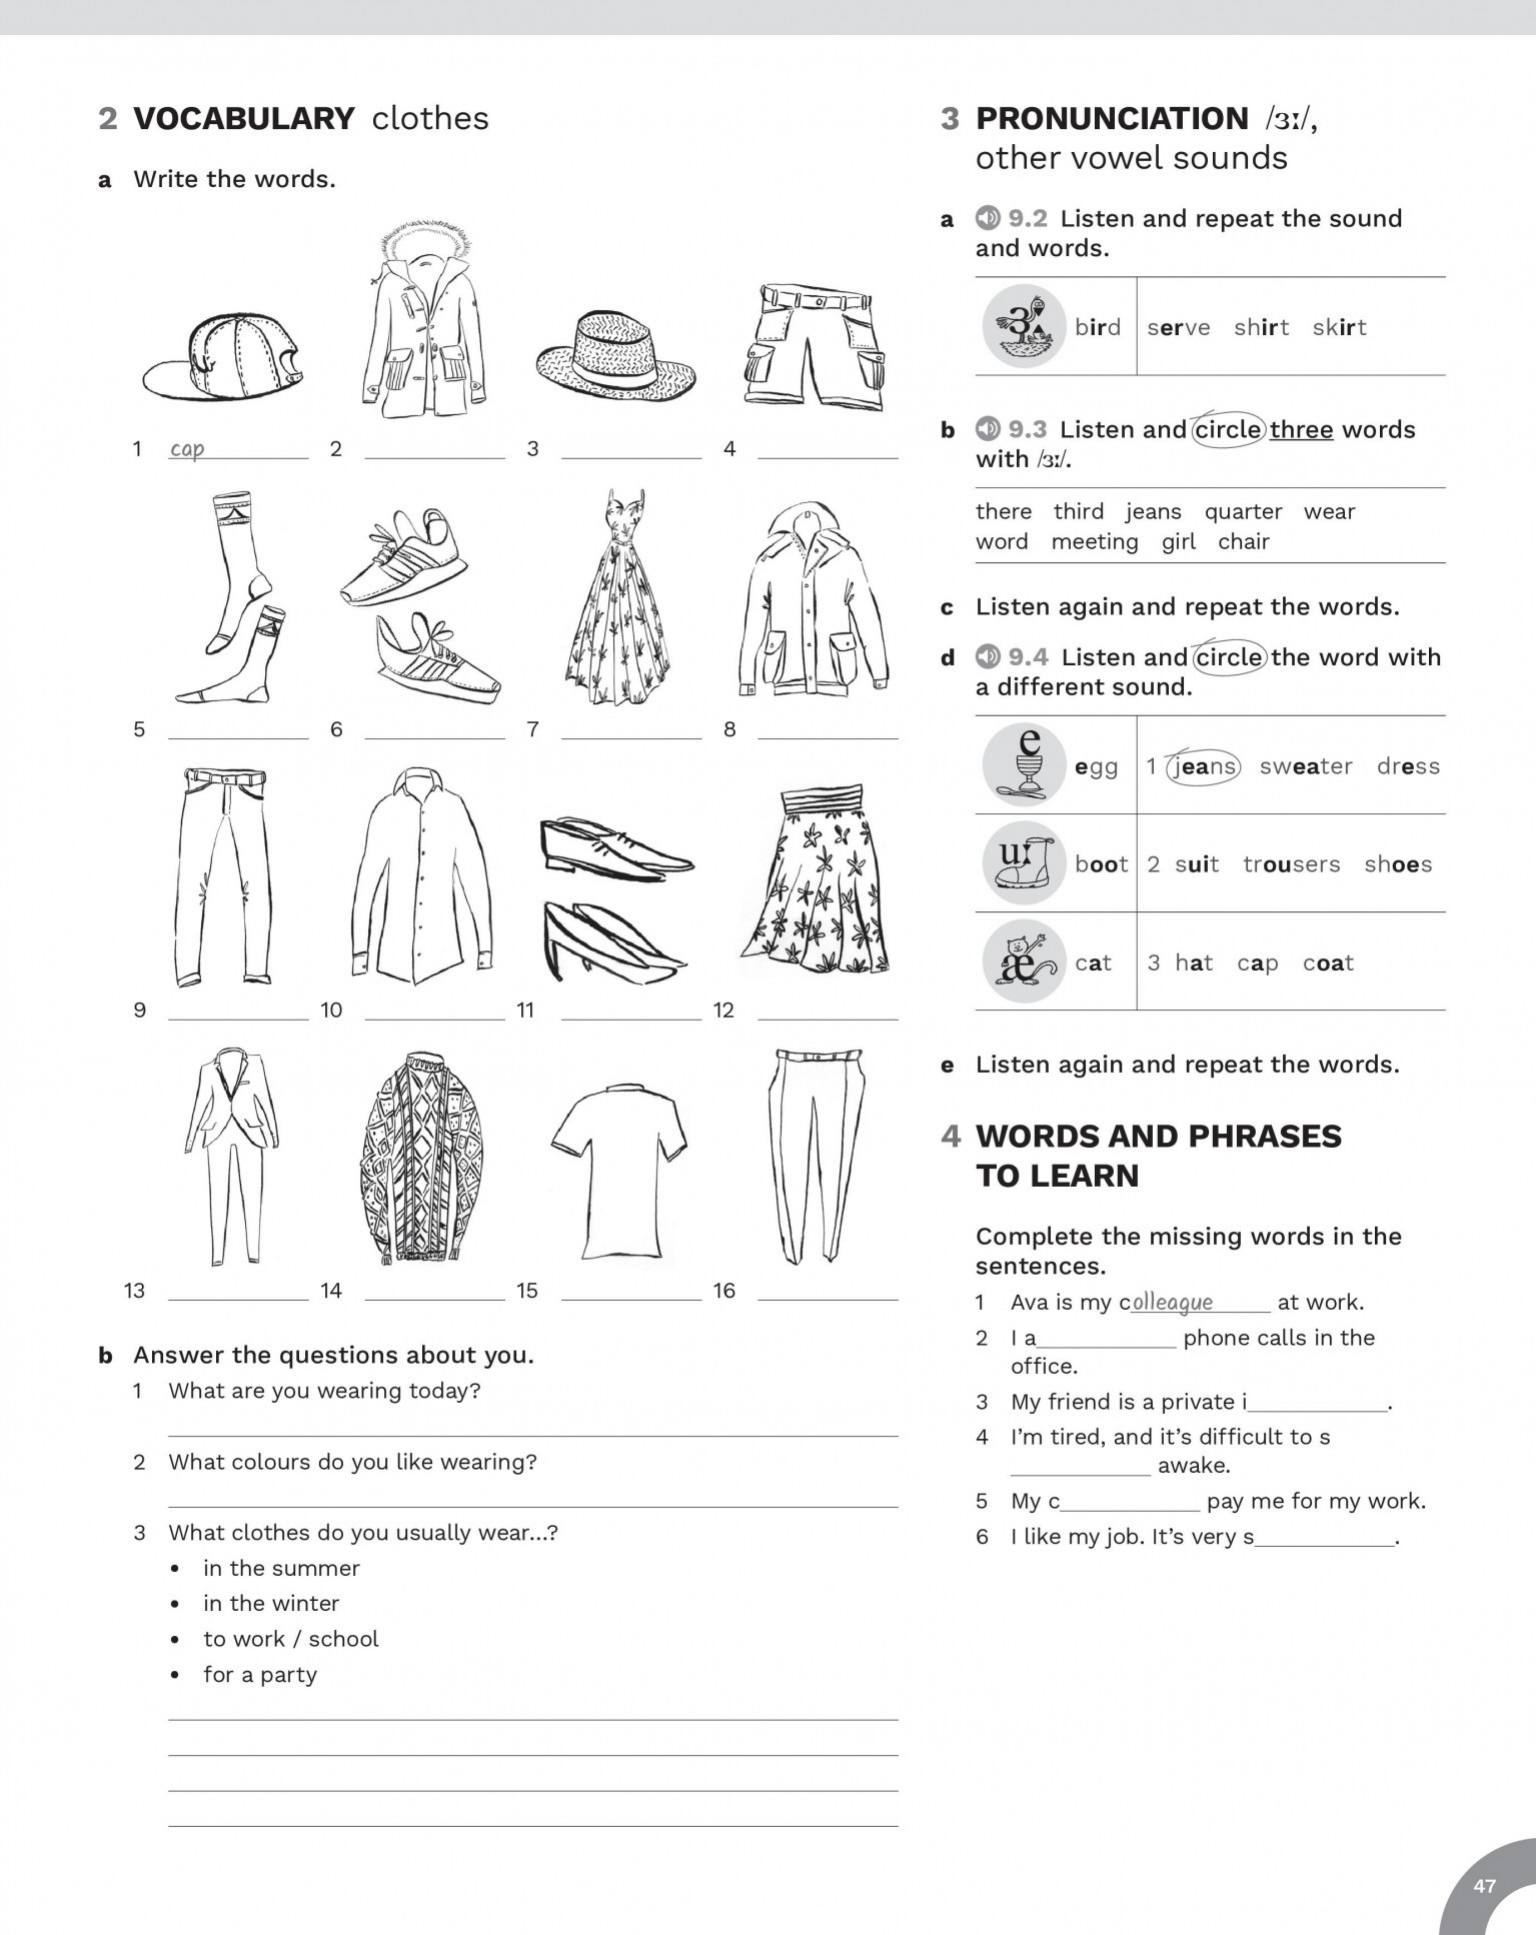 2 VOCABULARY clothes
a Write the words.
1 cap 2 3 4
5 6 7 8
9 10 11 12
13 14 15 16
b Answer the questions about you.
1 What are you wearing today?
2 What colours do you like wearing?
3 What clothes do you usually wear...?
• in the summer
• in the winter
• to work / school
• for a party
3 PRONUNCIATION /ɜː/,
other vowel sounds
a 9.2 Listen and repeat the sound
and words.
ɜː bird serve shirt skirt
b 9.3 Listen and circle three words
with /ɜː/.
there third jeans quarter wear
word meeting girl chair
c Listen again and repeat the words.
d 9.4 Listen and circle the word with
a different sound.
e egg 1 jeans sweater dress
uː boot 2 suit trousers shoes
æ cat 3 hat cap coat
e Listen again and repeat the words.
4 WORDS AND PHRASES
TO LEARN
Complete the missing words in the
sentences.
1 Ava is my colleague at work.
2 I a____________ phone calls in the
office.
3 My friend is a private i____________.
4 I'm tired, and it's difficult to s
____________ awake.
5 My c____________ pay me for my work.
6 I like my job. It's very s____________.
47